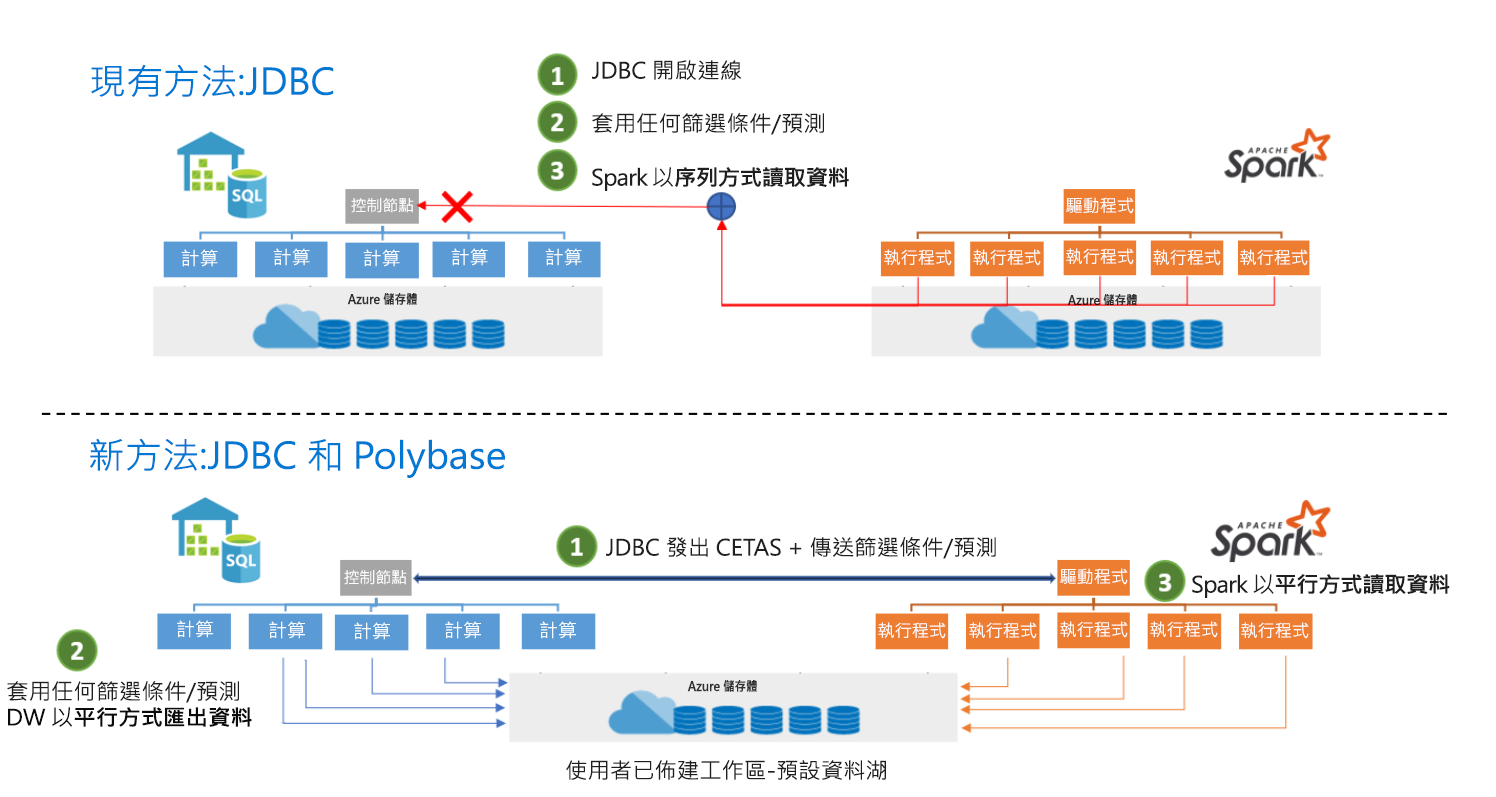 現有方法:JDBC
1 JDBC 開啟連線
2 套用任何篩選條件/預測
3 Spark 以序列方式讀取資料
SQL
APACHE
Spark
控制節點
驅動程式
計算
計算
計算
計算
計算
執行程式
執行程式
執行程式
執行程式
執行程式
Azure 儲存體
Azure 儲存體
新方法:JDBC 和 Polybase
SQL
1 JDBC 發出 CETAS + 傳送篩選條件/預測
APACHE
Spark
控制節點
驅動程式
3 Spark 以平行方式讀取資料
計算
計算
計算
計算
計算
執行程式
執行程式
執行程式
執行程式
執行程式
2
套用任何篩選條件/預測
DW 以平行方式匯出資料
Azure 儲存體
使用者已佈建工作區-預設資料湖